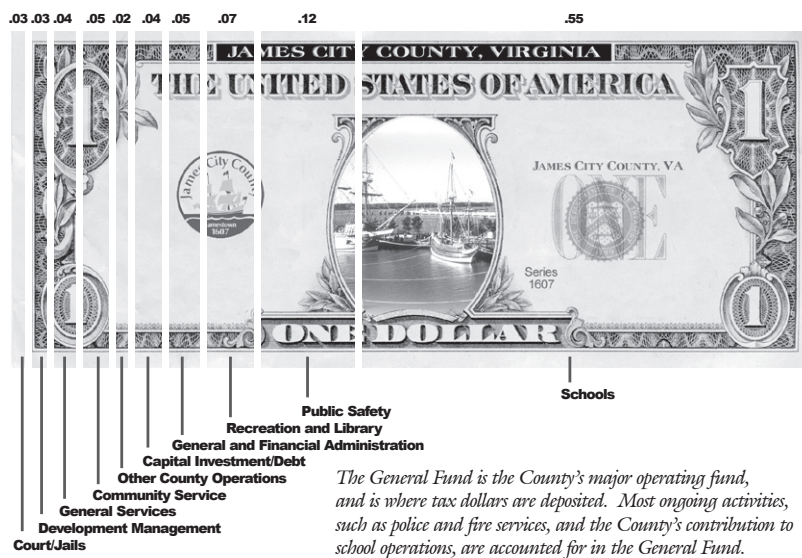 .03 .03 .04 .05 .02 .04 .05 .07 .12 .55
JAMES CITY COUNTY, VIRGINIA
THE UNITED STATES OF AMERICA
1 1
James City County
Jamestown
1607
JAMES CITY COUNTY, VA
ONE
Series
1607
1 1
ONE DOLLAR
Schools
Public Safety
Recreation and Library
General and Financial Administration
Capital Investment/Debt
Other County Operations
Community Service
General Services
Development Management
Court/Jails
The General Fund is the County's major operating fund,
and is where tax dollars are deposited. Most ongoing activities,
such as police and fire services, and the County's contribution to
school operations, are accounted for in the General Fund.